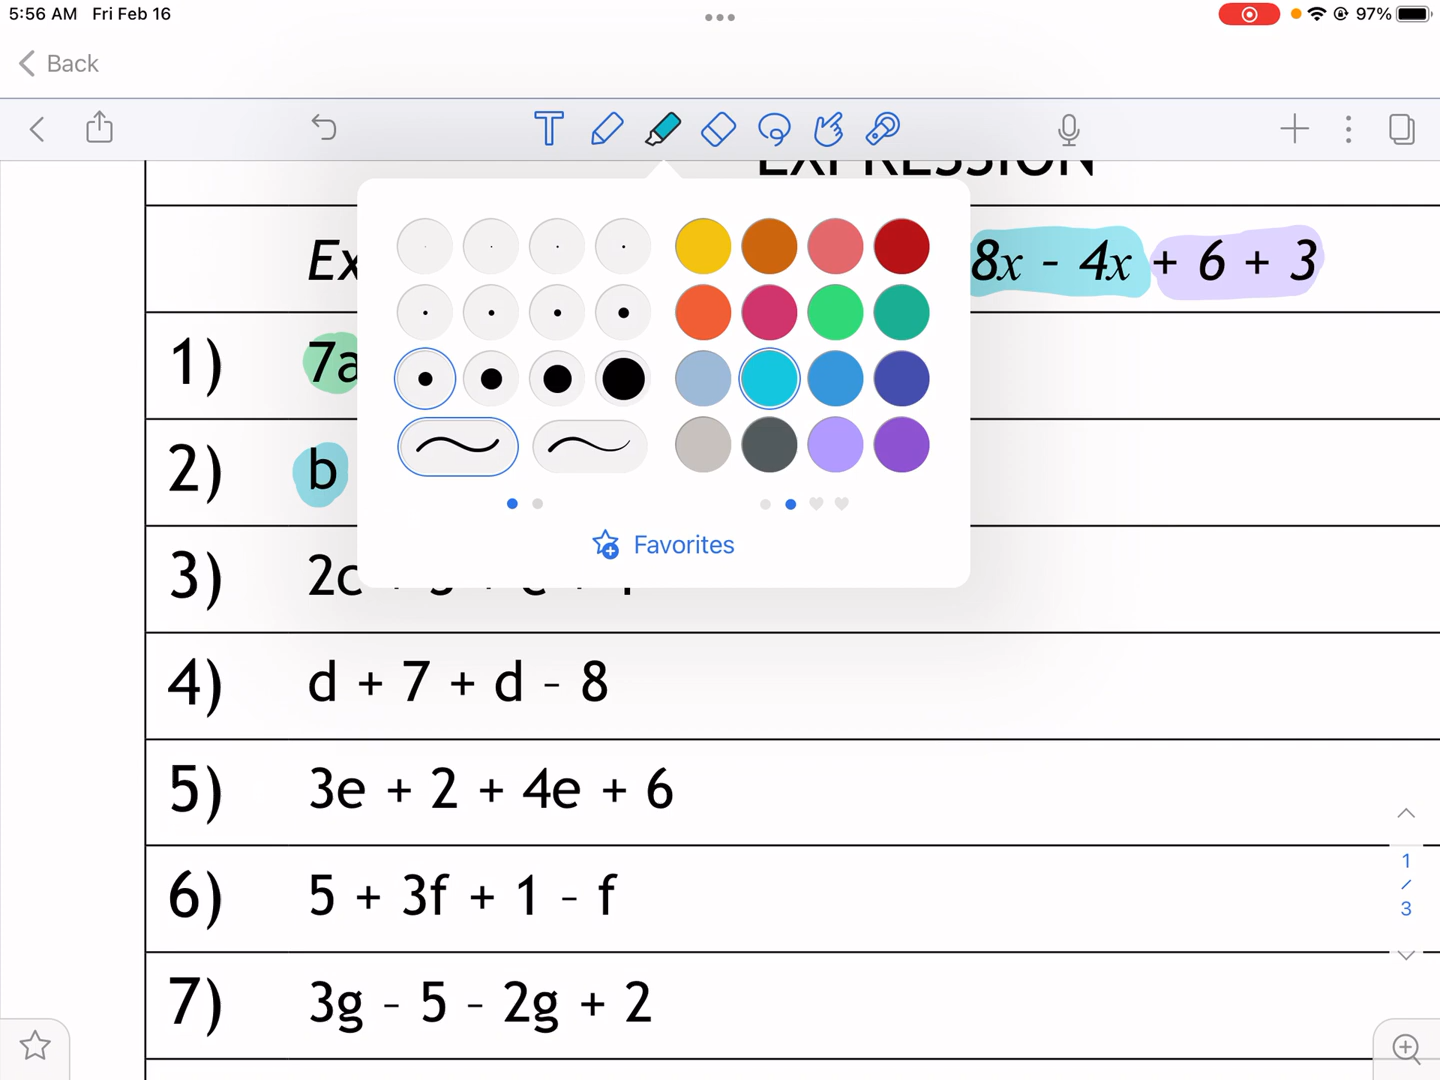 5:56 AM Fri Feb 16
97%
Back
EXPRESSION
Ex
8x - 4x + 6 + 3
1) 7a
2) b
Favorites
3) 2c
4) d + 7 + d - 8
5) 3e + 2 + 4e + 6
1
/
3
6) 5 + 3f + 1 - f
7) 3g - 5 - 2g + 2